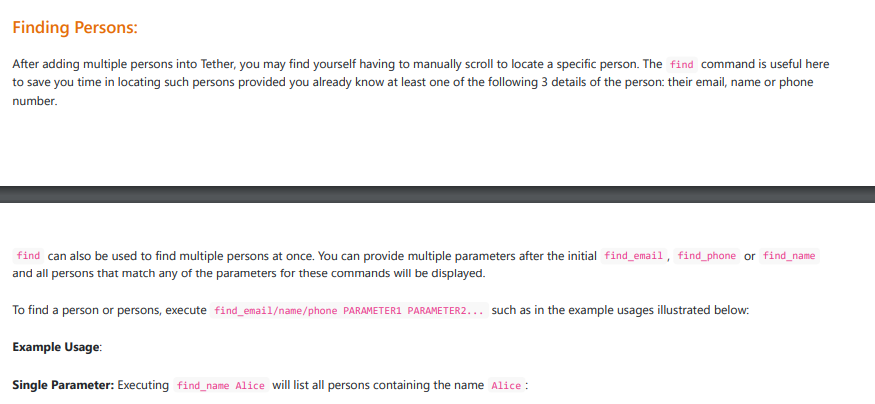 Finding Persons:
After adding multiple persons into Tether, you may find yourself having to manually scroll to locate a specific person. The find command is useful here
to save you time in locating such persons provided you already know at least one of the following 3 details of the person: their email, name or phone
number.
find can also be used to find multiple persons at once. You can provide multiple parameters after the initial find_email , find_phone or find_name
and all persons that match any of the parameters for these commands will be displayed.
To find a person or persons, execute find_email/name/phone PARAMETER1 PARAMETER2... such as in the example usages illustrated below:
Example Usage:
Single Parameter: Executing find_name Alice will list all persons containing the name Alice :